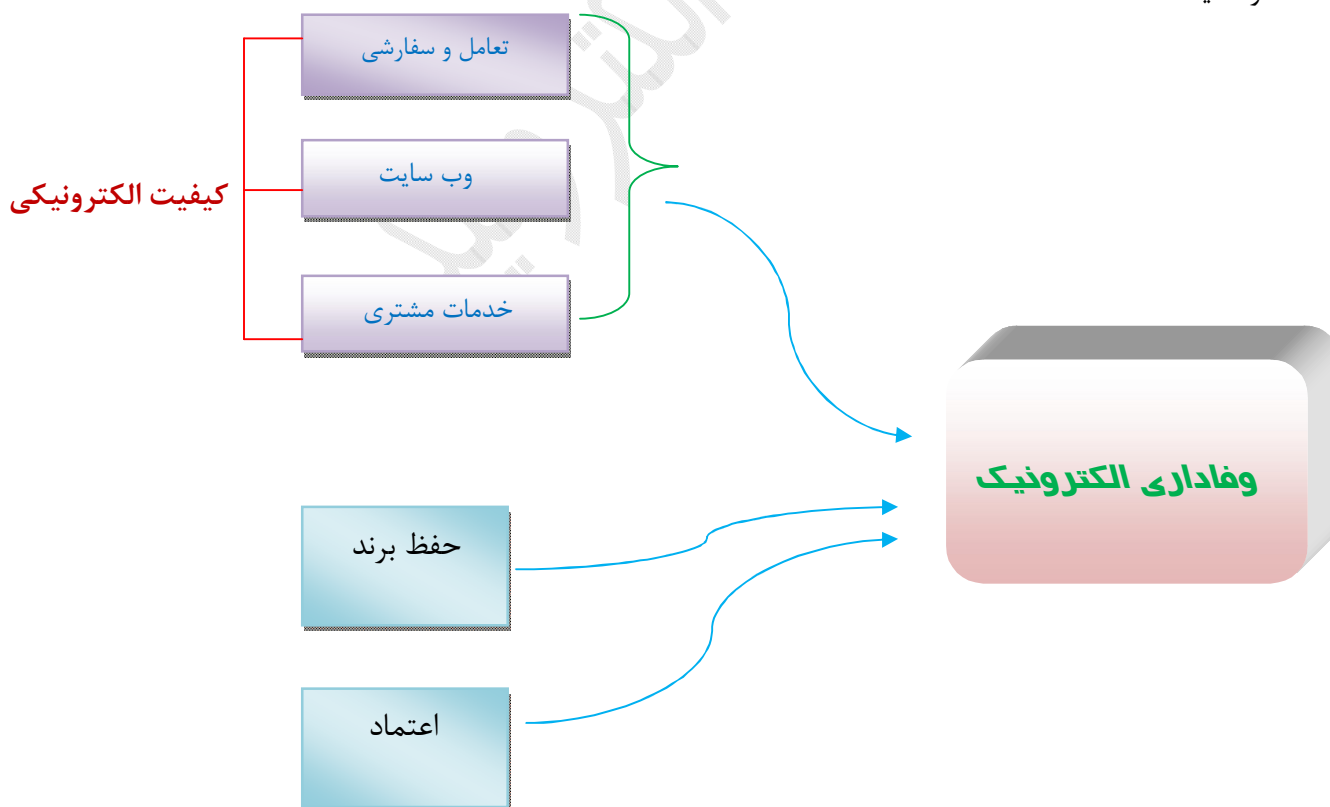 تعامل و سفارشی
وب سایت
کیفیت الکترونیکی
خدمات مشتری
وفاداری الکترونیک
حفظ برند
اعتماد